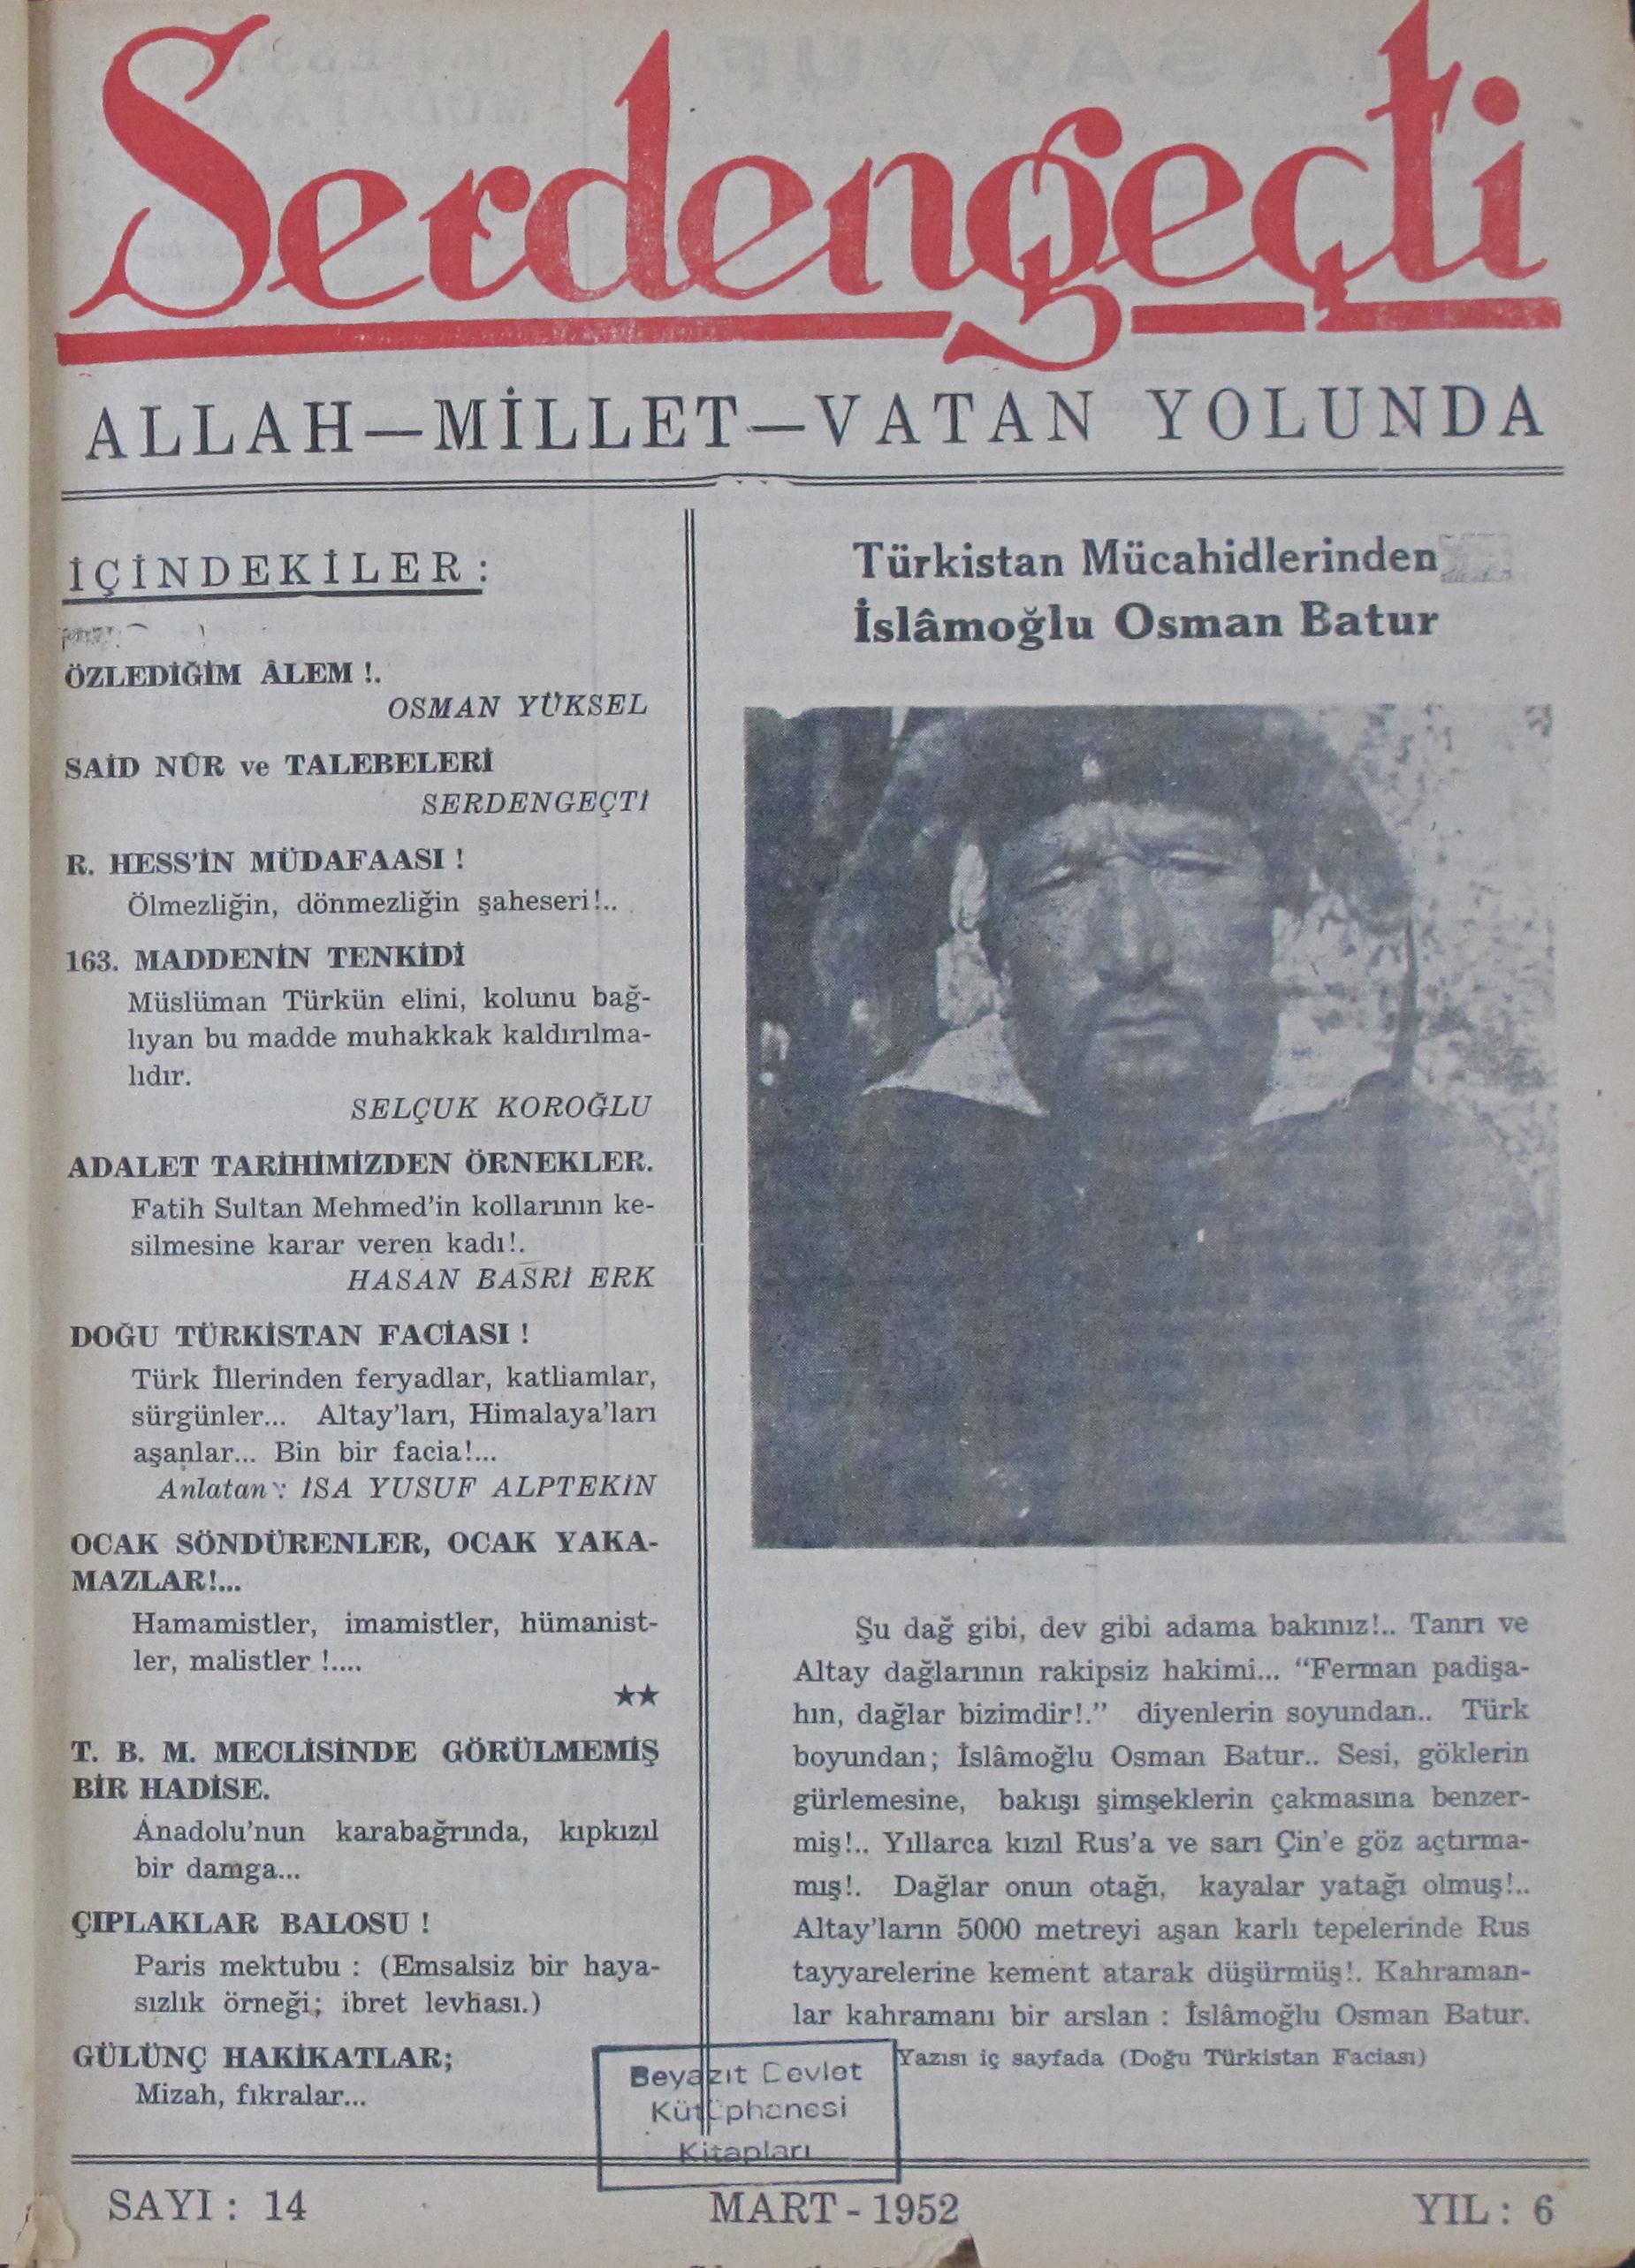 Serdengeçti
ALLAH—MİLLET—VATAN YOLUNDA
İÇİNDEKİLER:
ÖZLEDİĞİM ÂLEM !.
OSMAN YÜKSEL
SAİD NÛR ve TALEBELERİ
SERDENGEÇTİ
R. HESS'İN MÜDAFAASI !
Ölmezliğin, dönmezliğin şaheseri!..
163. MADDENİN TENKİDİ
Müslüman Türkün elini, kolunu bağ-
lıyan bu madde muhakkak kaldırılma-
lıdır.
SELÇUK KOROĞLU
ADALET TARİHİMİZDEN ÖRNEKLER.
Fatih Sultan Mehmed'in kollarının ke-
silmesine karar veren kadı!.
HASAN BASRİ ERK
DOĞU TÜRKİSTAN FACİASI !
Türk İllerinden feryadlar, katliamlar,
sürgünler... Altay'ları, Himalaya'ları
aşanlar... Bin bir facia!...
Anlatan : İSA YUSUF ALPTEKİN
OCAK SÖNDÜRENLER, OCAK YAKA-
MAZLAR!...
Hamamistler, imamistler, hümanist-
ler, malistler !....
★★
T. B. M. MECLİSİNDE GÖRÜLMEMİŞ
BİR HADİSE.
Anadolu'nun karabağrında, kıpkızıl
bir damga...
ÇIPLAKLAR BALOSU !
Paris mektubu : (Emsalsiz bir haya-
sızlık örneği; ibret levhası.)
GÜLÜNÇ HAKİKATLAR;
Mizah, fıkralar...
Türkistan Mücahidlerinden
İslâmoğlu Osman Batur
Şu dağ gibi, dev gibi adama bakınız!.. Tanrı ve
Altay dağlarının rakipsiz hakimi... "Ferman padişa-
hın, dağlar bizimdir!." diyenlerin soyundan.. Türk
boyundan; İslâmoğlu Osman Batur.. Sesi, göklerin
gürlemesine, bakışı şimşeklerin çakmasına benzer-
miş!.. Yıllarca kızıl Rus'a ve sarı Çin'e göz açtırma-
mış!. Dağlar onun otağı, kayalar yatağı olmuş!..
Altay'ların 5000 metreyi aşan karlı tepelerinde Rus
tayyarelerine kement atarak düşürmüş!. Kahraman-
lar kahramanı bir arslan : İslâmoğlu Osman Batur.
Yazısı iç sayfada (Doğu Türkistan Faciası)
Beyazıt Devlet
Kütüphanesi
Kitapları
SAYI : 14
MART - 1952
YIL : 6